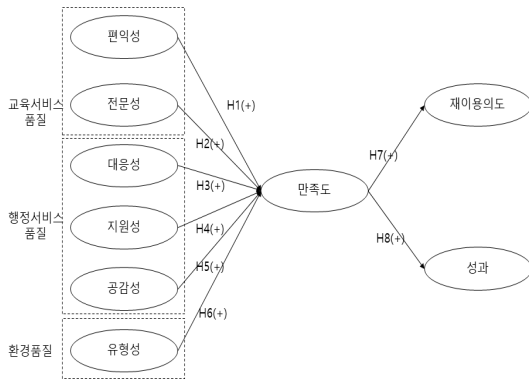 편익성
교육서비스
품질
전문성
H1(+)
H2(+)
대응성
H3(+)
행정서비스
품질
지원성
H4(+)
공감성
H5(+)
H6(+)
환경품질
유형성
만족도
H7(+)
재이용의도
H8(+)
성과